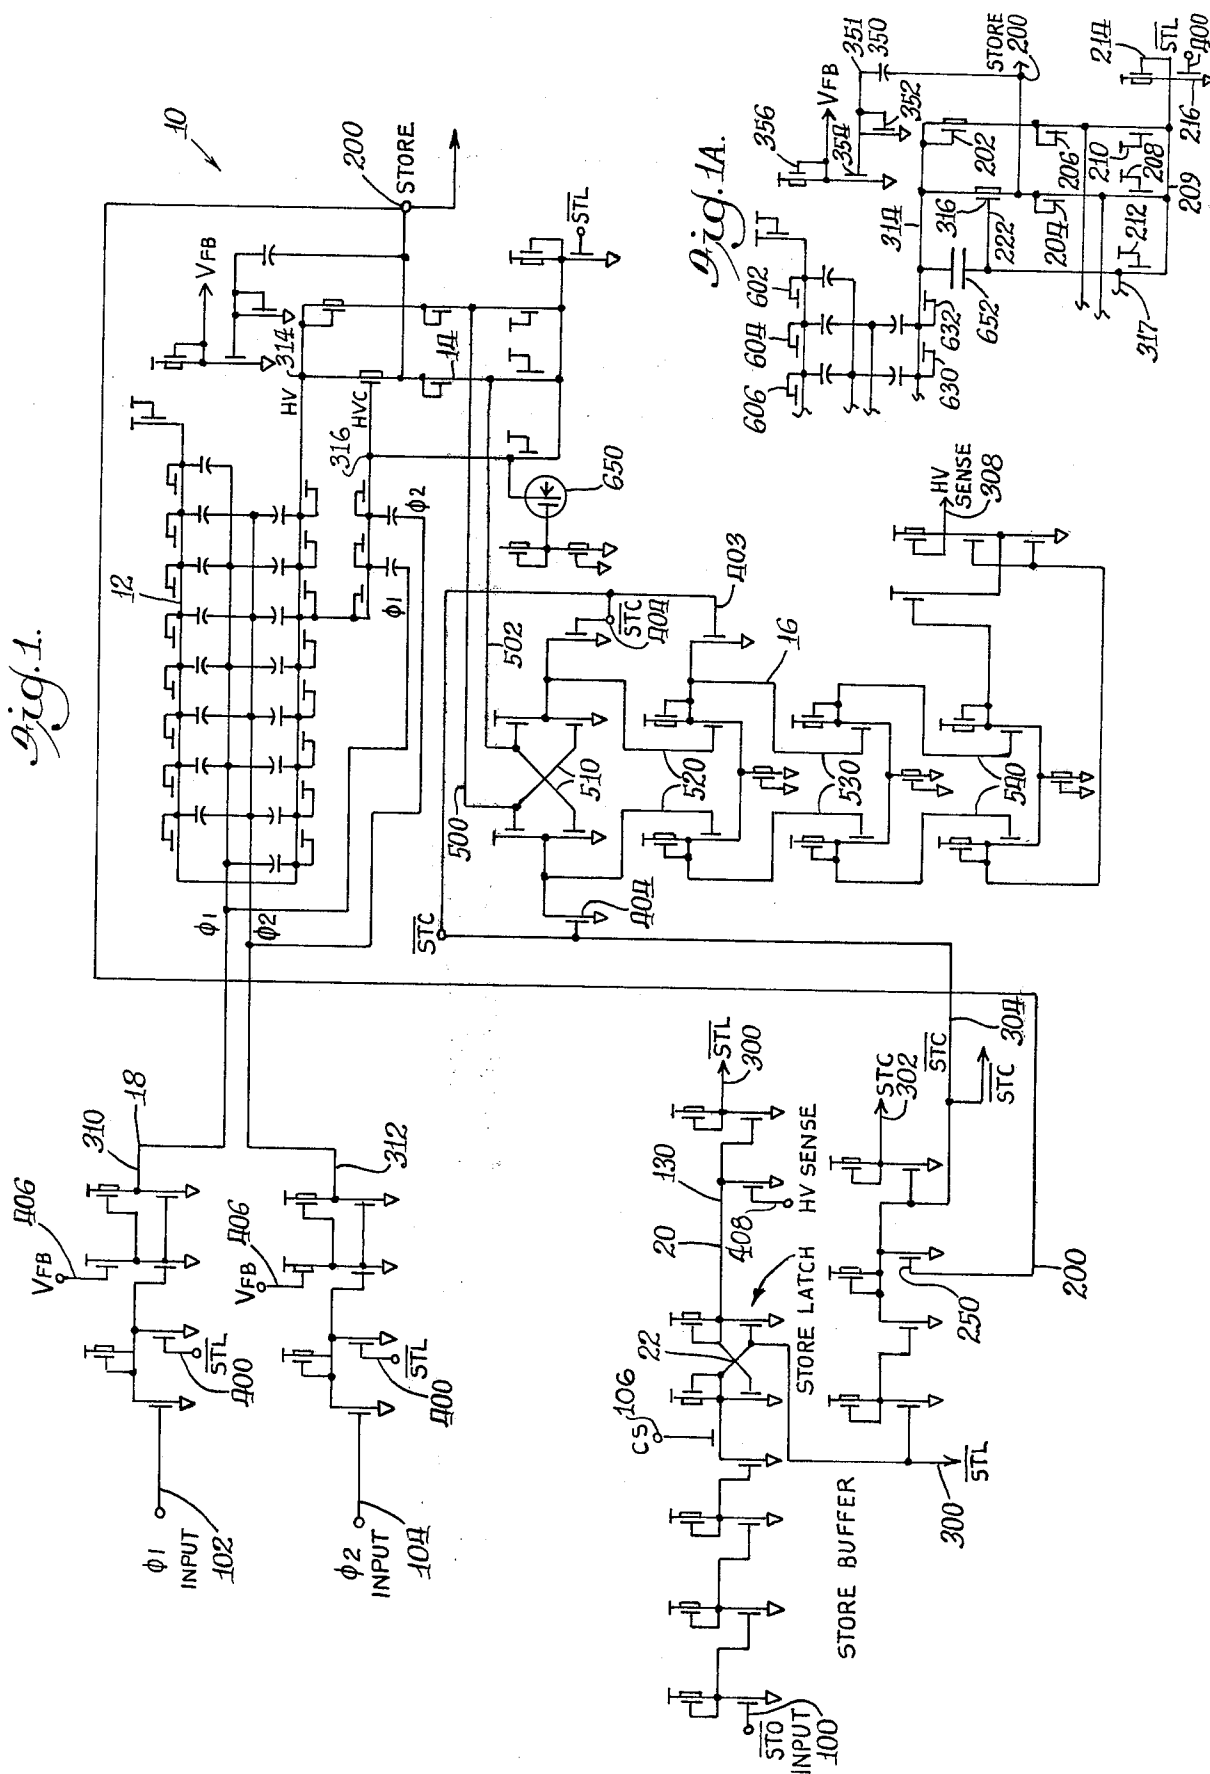 Fig. 1.
10
12
VFB
STORE
200
314
HV
HVC
316
14
STL
φ1
φ2
φ1
φ2
650
500
502
510
STC
404
403
STC
404
520
16
530
540
HV
SENSE
308
Fig. 1A.
606
604
602
356
VFB
351
350
354
352
STORE
200
314
316
222
202
206
204
210
208
212
209
214
STL
400
216
630
632
652
317
φ1
INPUT
102
φ2
INPUT
104
VFB
406
VFB
406
310
18
312
STL
400
STL
400
STO
INPUT
100
STORE BUFFER
CS
106
22
STORE LATCH
20
130
408
HV SENSE
STL
300
STL
300
250
200
STC
302
STC
304
STC